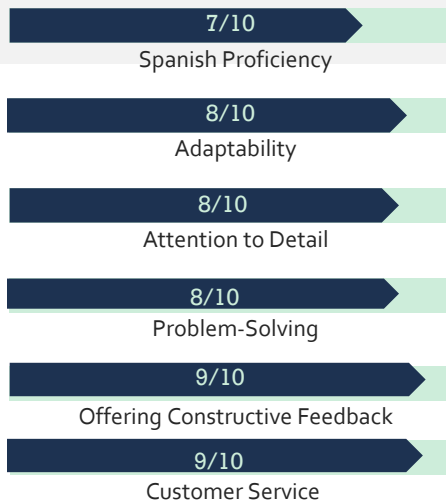 7/10
Spanish Proficiency
8/10
Adaptability
8/10
Attention to Detail
8/10
Problem-Solving
9/10
Offering Constructive Feedback
9/10
Customer Service